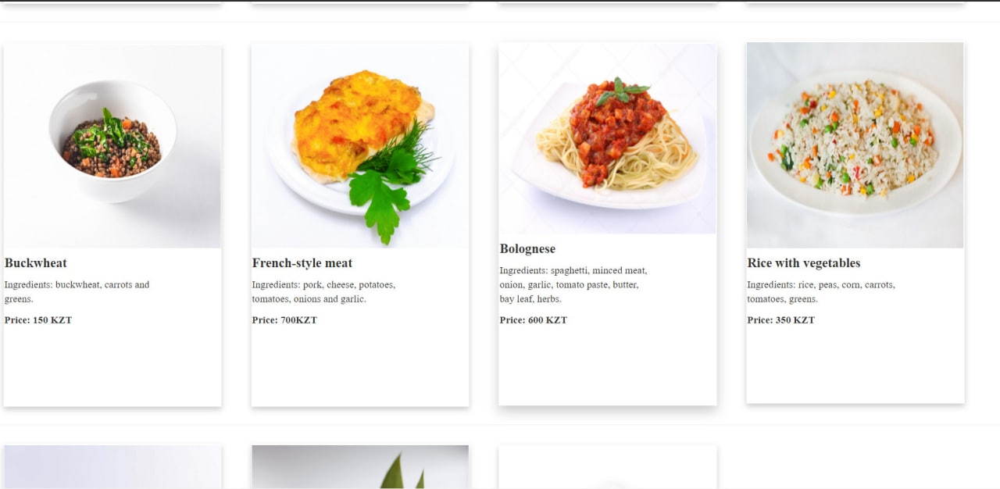 Buckwheat
Ingredients: buckwheat, carrots and
greens.
Price: 150 KZT
French-style meat
Ingredients: pork, cheese, potatoes,
tomatoes, onions and garlic.
Price: 700KZT
Bolognese
Ingredients: spaghetti, minced meat,
onion, garlic, tomato paste, butter,
bay leaf, herbs.
Price: 600 KZT
Rice with vegetables
Ingredients: rice, peas, corn, carrots,
tomatoes, greens.
Price: 350 KZT